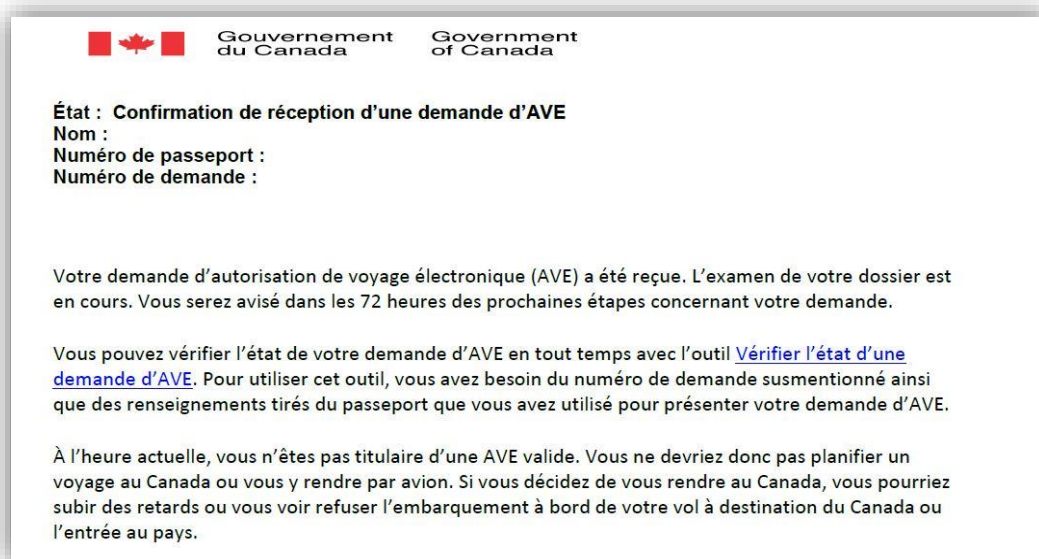 Gouvernement Government
du Canada of Canada
État : Confirmation de réception d’une demande d’AVE
Nom :
Numéro de passeport :
Numéro de demande :
Votre demande d’autorisation de voyage électronique (AVE) a été reçue. L’examen de votre dossier est
en cours. Vous serez avisé dans les 72 heures des prochaines étapes concernant votre demande.
Vous pouvez vérifier l’état de votre demande d’AVE en tout temps avec l’outil Vérifier l’état d’une
demande d’AVE. Pour utiliser cet outil, vous avez besoin du numéro de demande susmentionné ainsi
que des renseignements tirés du passeport que vous avez utilisé pour présenter votre demande d’AVE.
À l’heure actuelle, vous n’êtes pas titulaire d’une AVE valide. Vous ne devriez donc pas planifier un
voyage au Canada ou vous y rendre par avion. Si vous décidez de vous rendre au Canada, vous pourriez
subir des retards ou vous voir refuser l’embarquement à bord de votre vol à destination du Canada ou
l’entrée au pays.